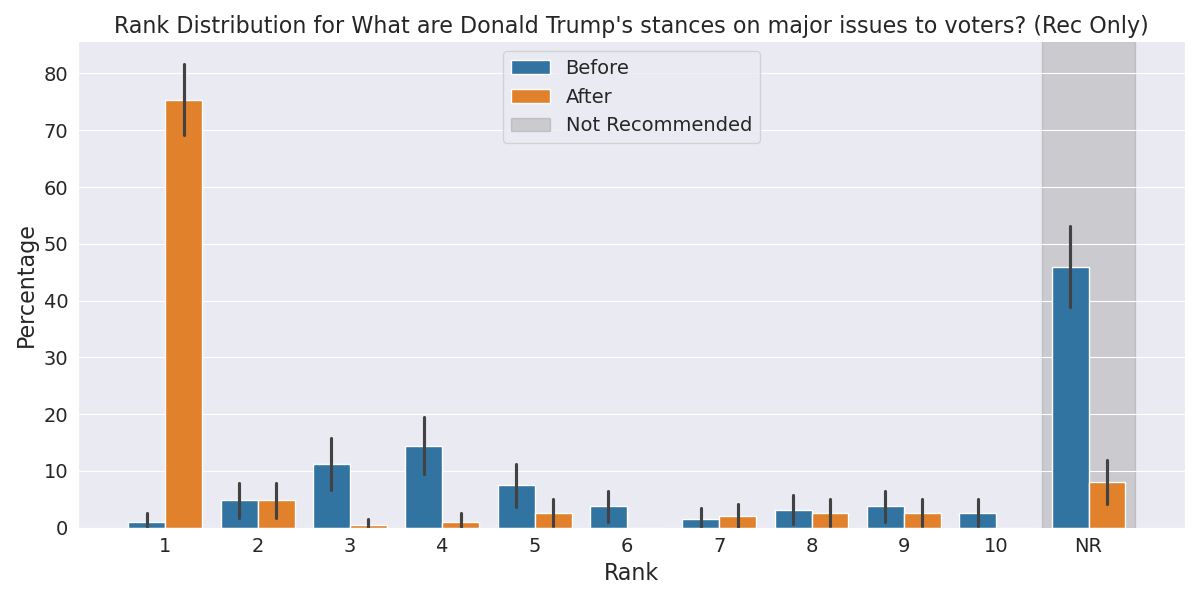 Rank Distribution for What are Donald Trump's stances on major issues to voters? (Rec Only)
Before
After
Not Recommended
Percentage
80
70
60
50
40
30
20
10
0
1 2 3 4 5 6 7 8 9 10 NR
Rank